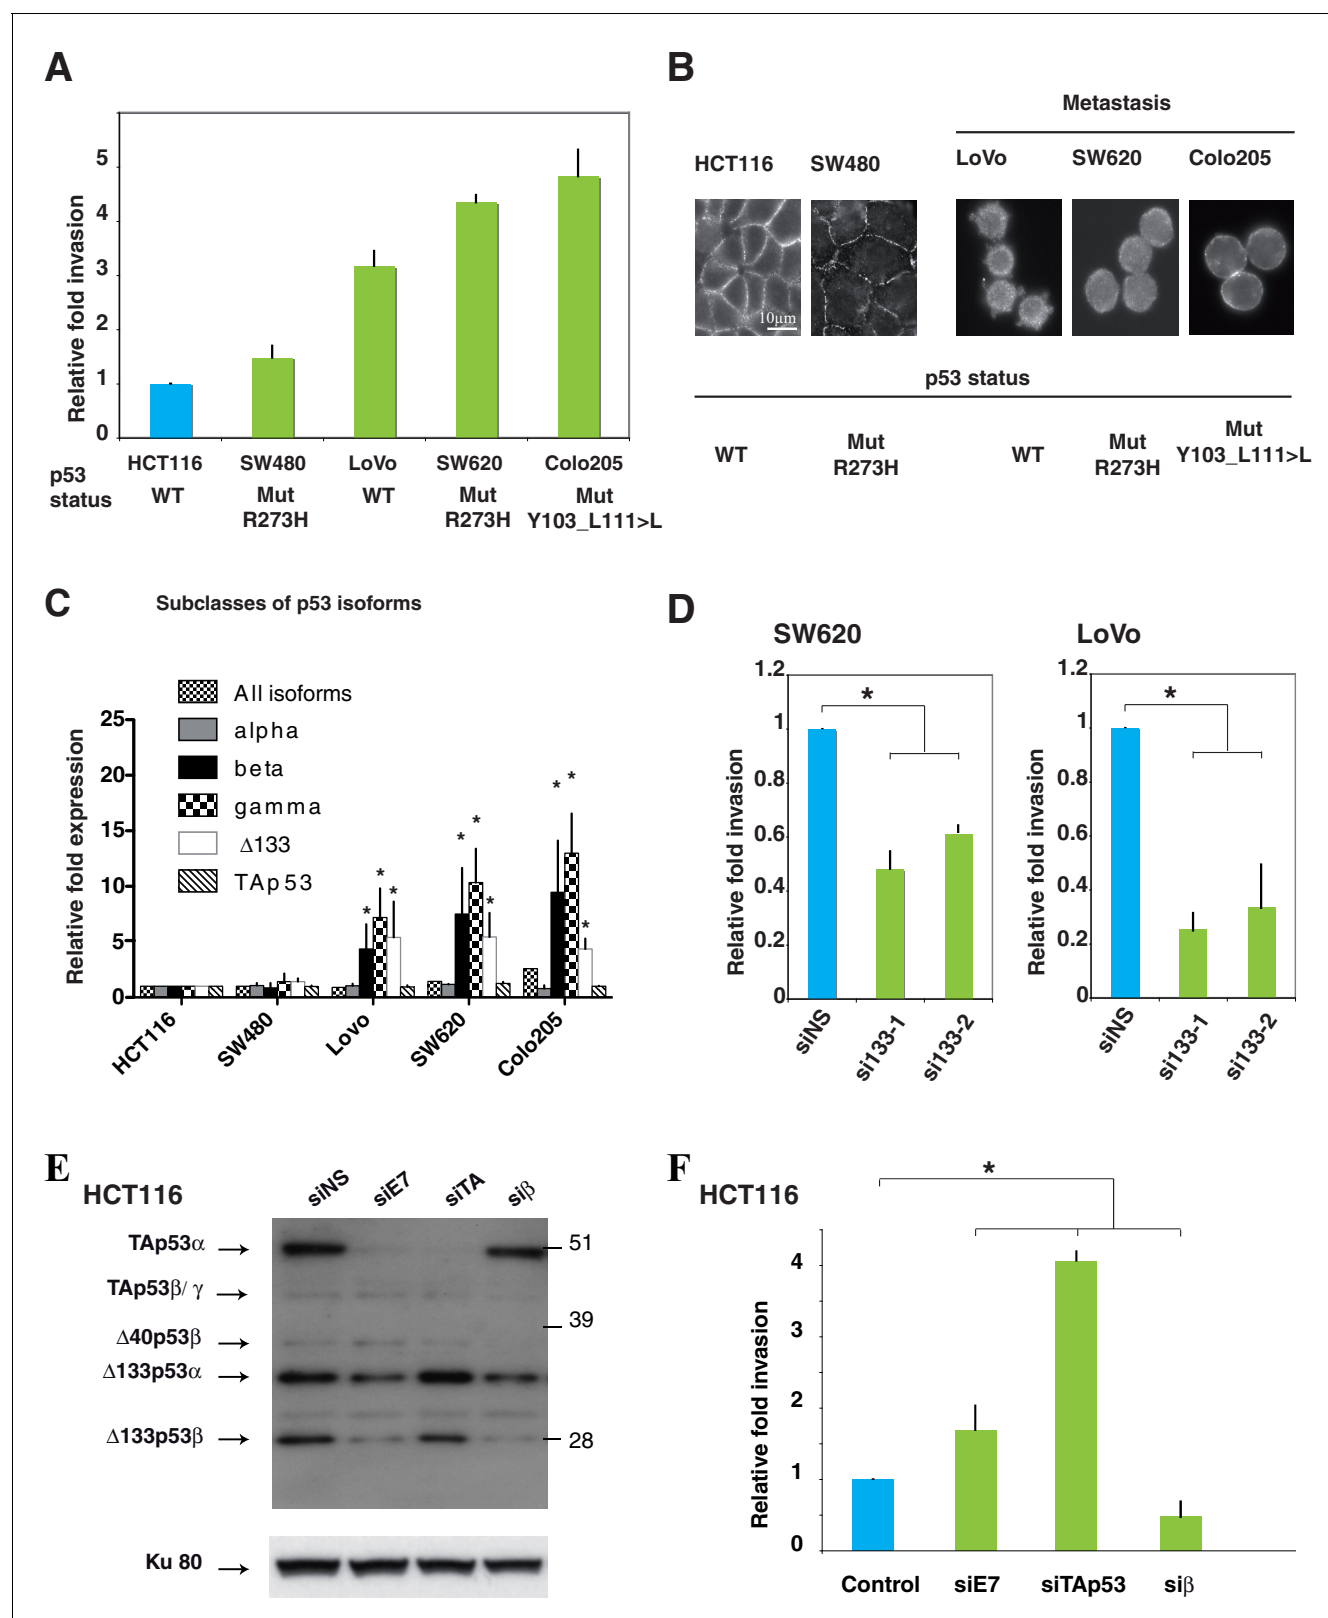 A
Relative fold invasion
5
4
3
2
1
0
HCT116 SW480 LoVo SW620 Colo205
p53 status
WT Mut R273H WT Mut R273H Mut Y103_L111>L
B
Metastasis
HCT116 SW480 LoVo SW620 Colo205
10μm
p53 status
WT Mut R273H WT Mut R273H Mut Y103_L111>L
C
Subclasses of p53 isoforms
All isoforms
alpha
beta
gamma
Δ133
TAp53
Relative fold expression
25
20
15
10
5
0
* * *
* * *
* * *
HCT116 SW480 Lovo SW620 Colo205
D
SW620
Relative fold invasion
1.2
1
0.8
0.6
0.4
0.2
0
*
siNS si133-1 si133-2
LoVo
Relative fold invasion
1.2
1
0.8
0.6
0.4
0.2
0
*
siNS si133-1 si133-2
E
HCT116
siNS siE7 siTA siβ
TAp53α
TAp53β/ γ
Δ40p53β
Δ133p53α
Δ133p53β
51
39
28
Ku 80
F
HCT116
*
Relative fold invasion
4
3
2
1
0
Control siE7 siTAp53 siβ